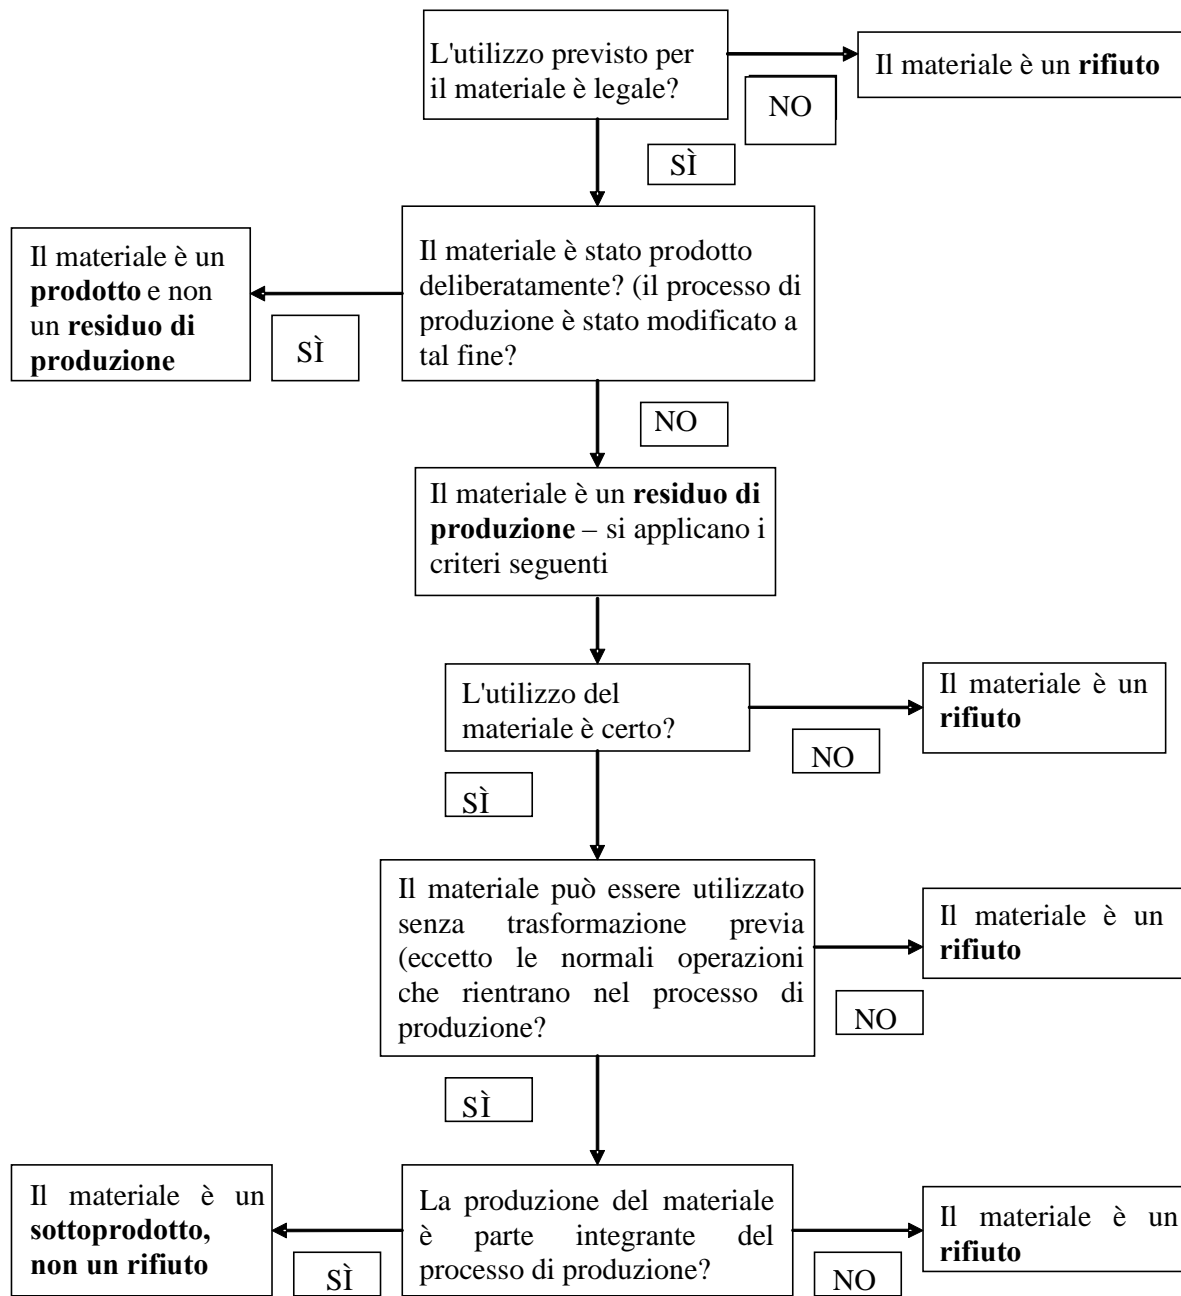 L'utilizzo previsto per
il materiale è legale?
Il materiale è un rifiuto
NO
SÌ
Il materiale è un
prodotto e non
un residuo di
produzione
Il materiale è stato prodotto
deliberatamente? (il processo di
produzione è stato modificato a
tal fine?
SÌ
NO
Il materiale è un residuo di
produzione – si applicano i
criteri seguenti
L'utilizzo del
materiale è certo?
Il materiale è un
rifiuto
NO
SÌ
Il materiale può essere utilizzato
senza trasformazione previa
(eccetto le normali operazioni
che rientrano nel processo di
produzione?
Il materiale è un
rifiuto
NO
SÌ
Il materiale è un
sottoprodotto,
non un rifiuto
La produzione del materiale
è parte integrante del
processo di produzione?
Il materiale è un
rifiuto
SÌ
NO